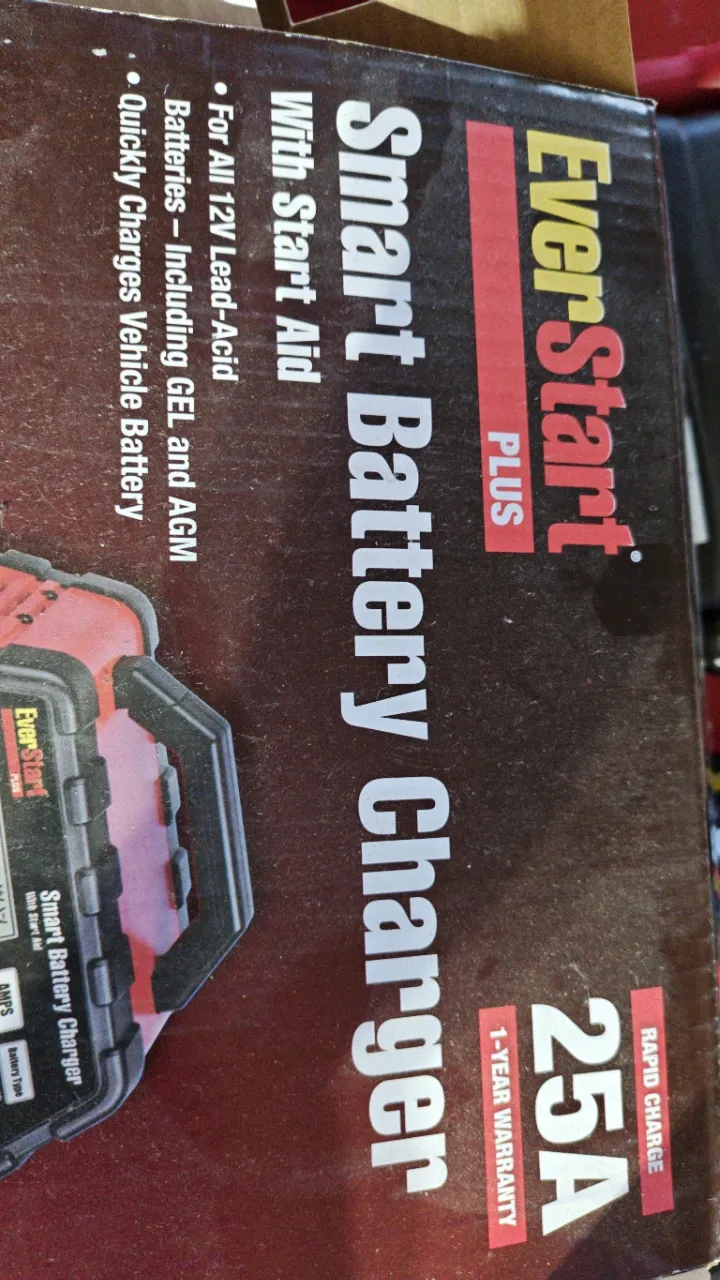 EverStart®
PLUS
RAPID CHARGE
25A
1-YEAR WARRANTY
Smart Battery Charger
With Start Aid
• For All 12V Lead-Acid
Batteries – Including GEL and AGM
• Quickly Charges Vehicle Battery
EverStart
PLUS
Smart Battery Charger
With Start Aid
AMPS
Battery Type